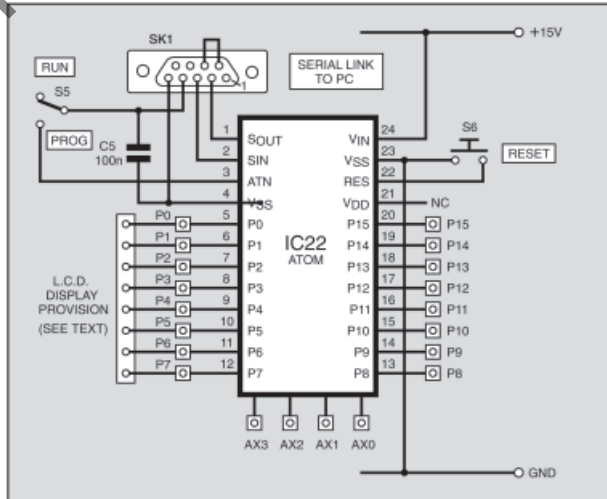 SK1
+15V
RUN
SERIAL LINK
TO PC
1
S5
PROG
C5
100n
S6
RESET
1 SOUT VIN 24
2 SIN VSS 23
3 ATN RES 22
4 VSS VDD 21 NC
P0 5 P0 P15 20 P15
P1 6 P1 P14 19 P14
P2 7 P2 P13 18 P13
P3 8 P3 P12 17 P12
P4 9 P4 P11 16 P11
P5 10 P5 P10 15 P10
P6 11 P6 P9 14 P9
P7 12 P7 P8 13 P8
IC22
ATOM
L.C.D.
DISPLAY
PROVISION
(SEE TEXT)
AX3 AX2 AX1 AX0
GND